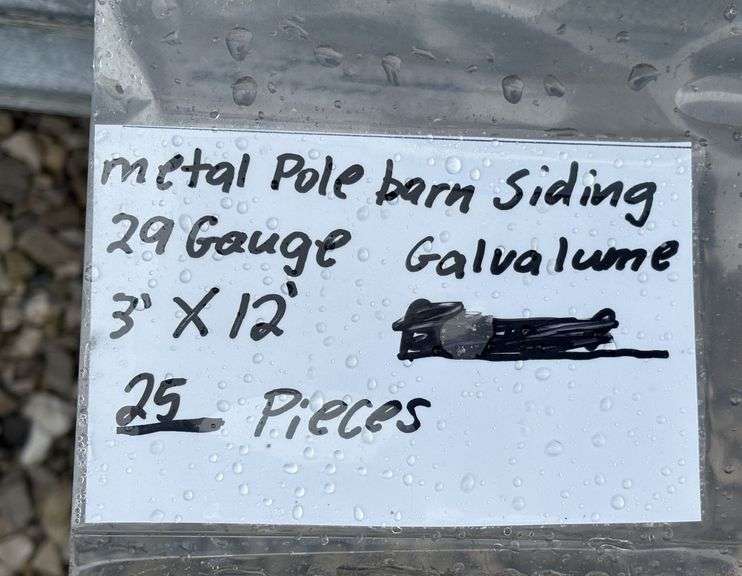 metal Pole barn Siding
29 Gauge Galvalume
3' X 12'
25 Pieces